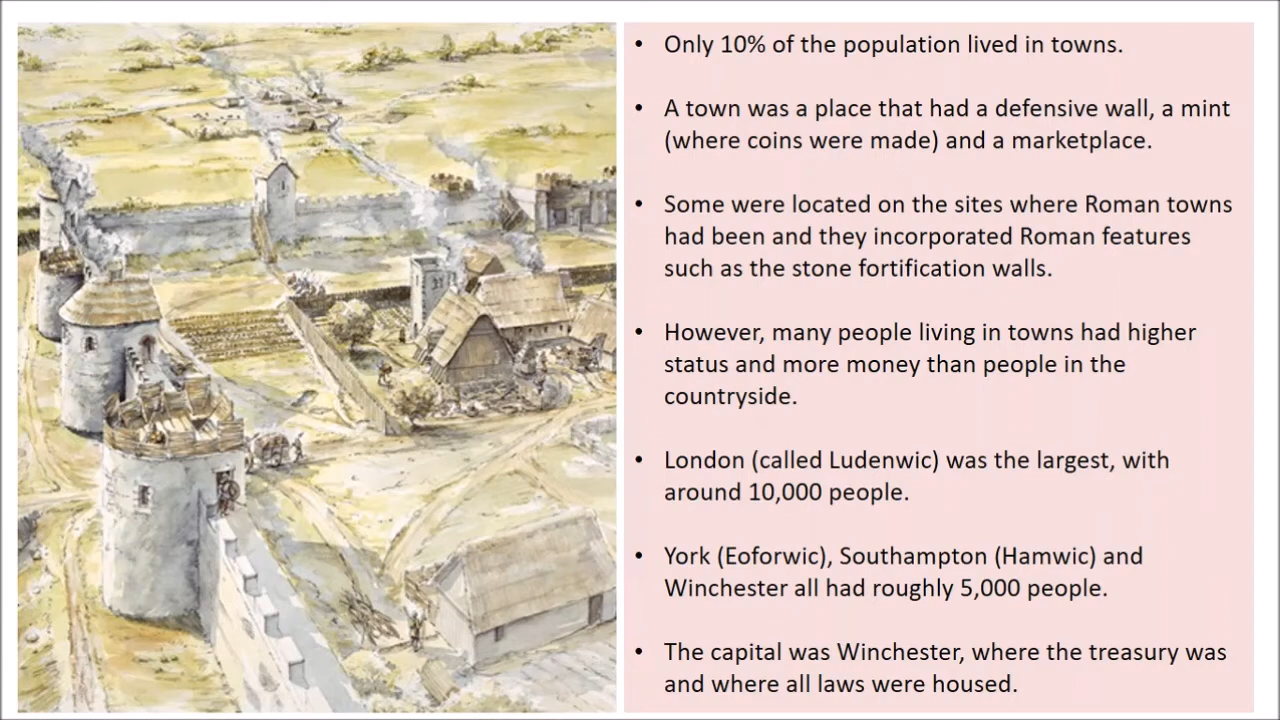 • Only 10% of the population lived in towns.
• A town was a place that had a defensive wall, a mint
(where coins were made) and a marketplace.
• Some were located on the sites where Roman towns
had been and they incorporated Roman features
such as the stone fortification walls.
• However, many people living in towns had higher
status and more money than people in the
countryside.
• London (called Ludenwic) was the largest, with
around 10,000 people.
• York (Eoforwic), Southampton (Hamwic) and
Winchester all had roughly 5,000 people.
• The capital was Winchester, where the treasury was
and where all laws were housed.